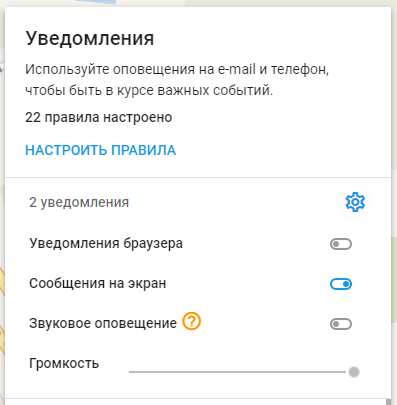 Уведомления
Используйте оповещения на e-mail и телефон,
чтобы быть в курсе важных событий.
22 правила настроено
НАСТРОИТЬ ПРАВИЛА
2 уведомления
Уведомления браузера
Сообщения на экран
Звуковое оповещение ?
Громкость